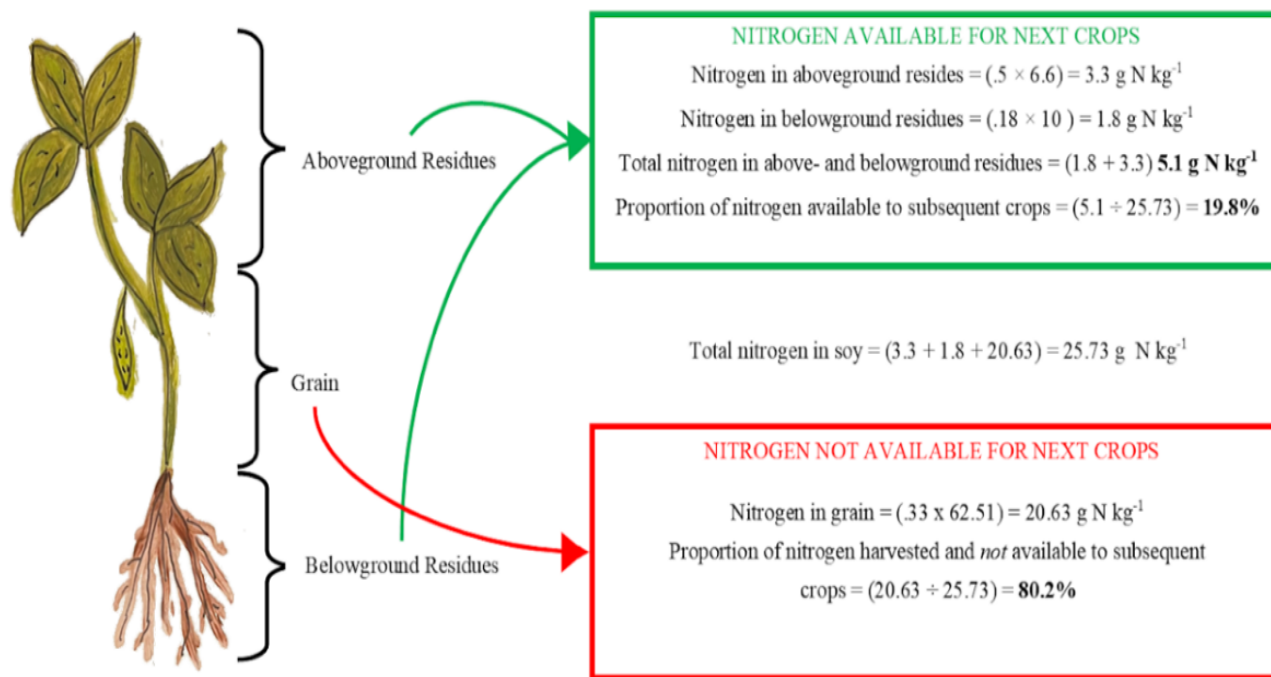 Aboveground Residues
Grain
Belowground Residues
NITROGEN AVAILABLE FOR NEXT CROPS
Nitrogen in aboveground resides = (.5 × 6.6) = 3.3 g N kg⁻¹
Nitrogen in belowground residues = (.18 × 10 ) = 1.8 g N kg⁻¹
Total nitrogen in above- and belowground residues = (1.8 + 3.3) 5.1 g N kg⁻¹
Proportion of nitrogen available to subsequent crops = (5.1 ÷ 25.73) = 19.8%
Total nitrogen in soy = (3.3 + 1.8 + 20.63) = 25.73 g N kg⁻¹
NITROGEN NOT AVAILABLE FOR NEXT CROPS
Nitrogen in grain = (.33 x 62.51) = 20.63 g N kg⁻¹
Proportion of nitrogen harvested and not available to subsequent
crops = (20.63 ÷ 25.73) = 80.2%